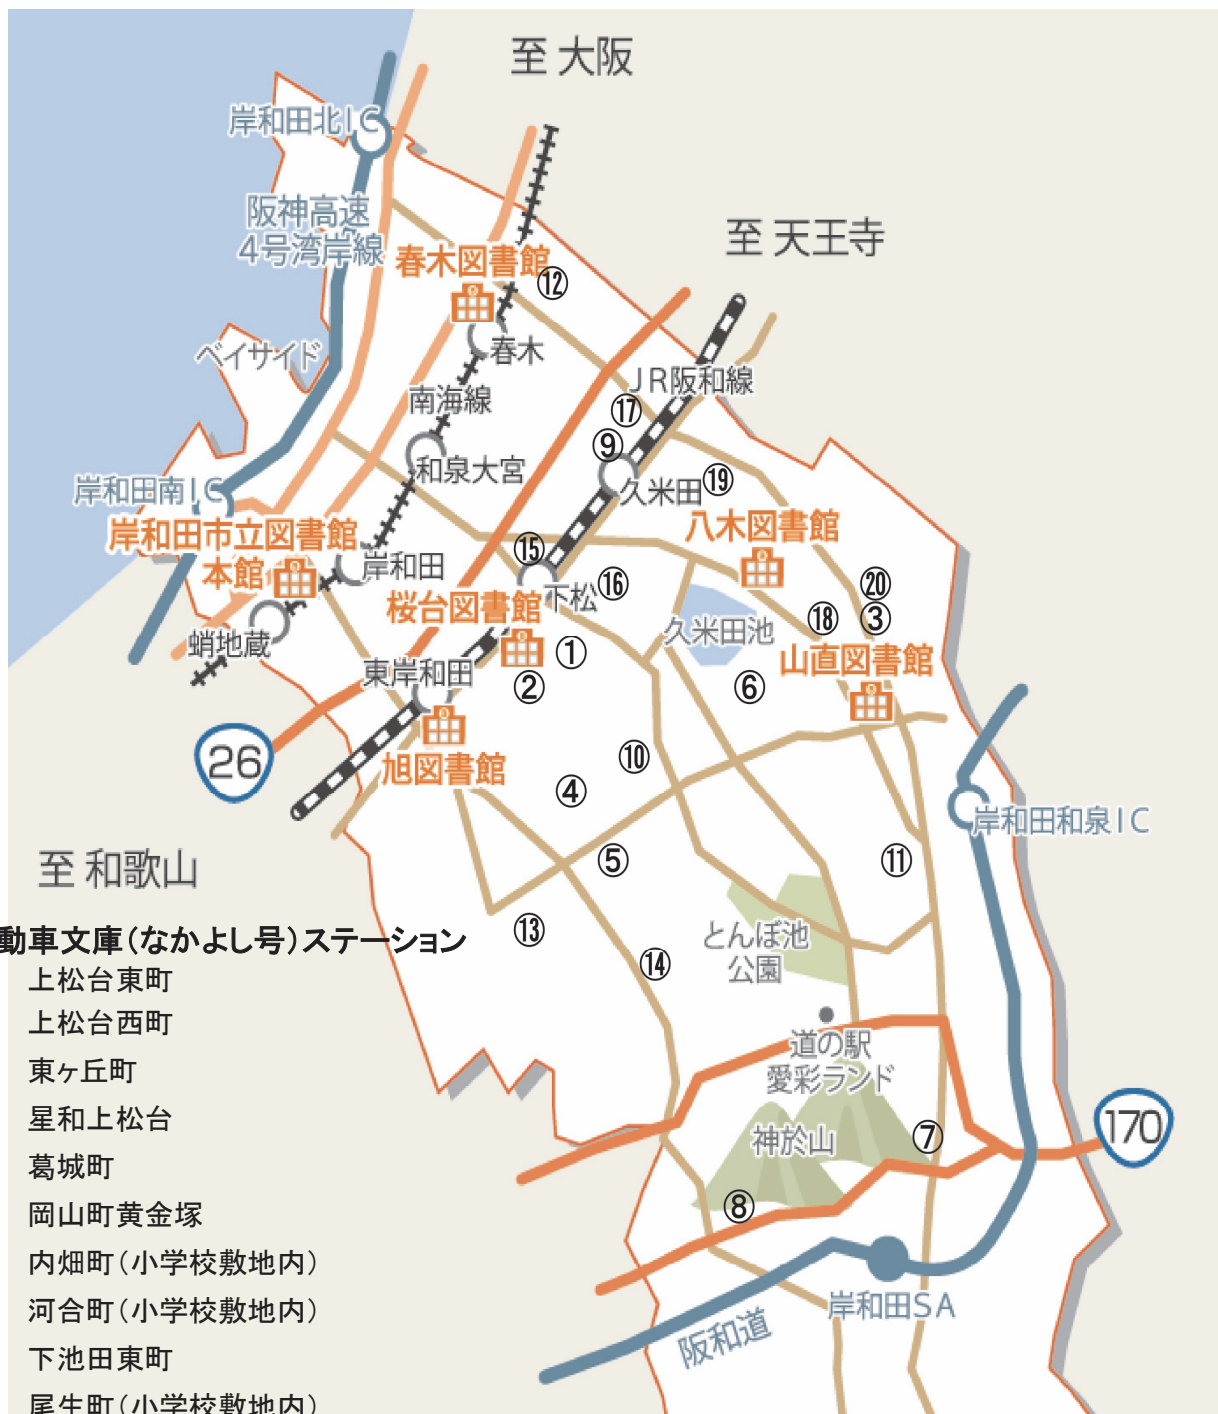 至 大阪
岸和田北IC
阪神高速
4号湾岸線
至 天王寺
春木図書館
⑫
春木
ベイサイド
JR阪和線
南海線
⑰
⑨
和泉大宮
久米田
⑲
岸和田南IC
岸和田市立図書館
本館
八木図書館
⑮
岸和田
下松
⑯
⑳
桜台図書館
久米田池
⑱
③
蛸地蔵
①
山直図書館
東岸和田
②
⑥
26
旭図書館
⑩
④
岸和田和泉IC
至 和歌山
⑤
⑪
⑬
とんぼ池
公園
⑭
道の駅
愛彩ランド
神於山
⑦
170
⑧
岸和田SA
阪和道
動車文庫(なかよし号)ステーション
上松台東町
上松台西町
東ヶ丘町
星和上松台
葛城町
岡山町黄金塚
内畑町(小学校敷地内)
河合町(小学校敷地内)
下池田東町
尾生町(小学校敷地内)